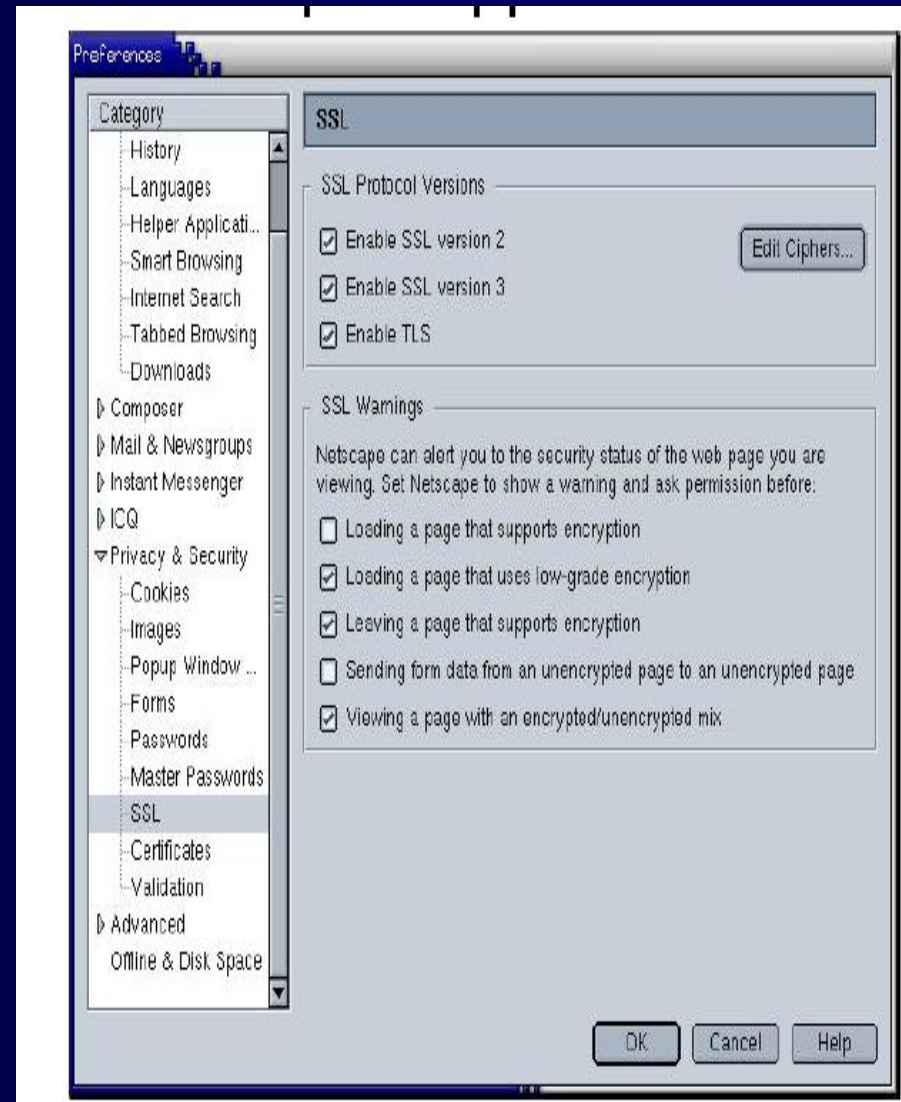 Preferences
Category
History
Languages
Helper Applicati...
Smart Browsing
Internet Search
Tabbed Browsing
Downloads
Composer
Mail & Newsgroups
Instant Messenger
ICQ
Privacy & Security
Cookies
Images
Popup Window ...
Forms
Passwords
Master Passwords
SSL
Certificates
Validation
Advanced
Offline & Disk Space
SSL
SSL Protocol Versions
Enable SSL version 2
Edit Ciphers...
Enable SSL version 3
Enable TLS
SSL Warnings
Netscape can alert you to the security status of the web page you are
viewing. Set Netscape to show a warning and ask permission before:
Loading a page that supports encryption
Loading a page that uses low-grade encryption
Leaving a page that supports encryption
Sending form data from an unencrypted page to an unencrypted page
Viewing a page with an encrypted/unencrypted mix
OK
Cancel
Help